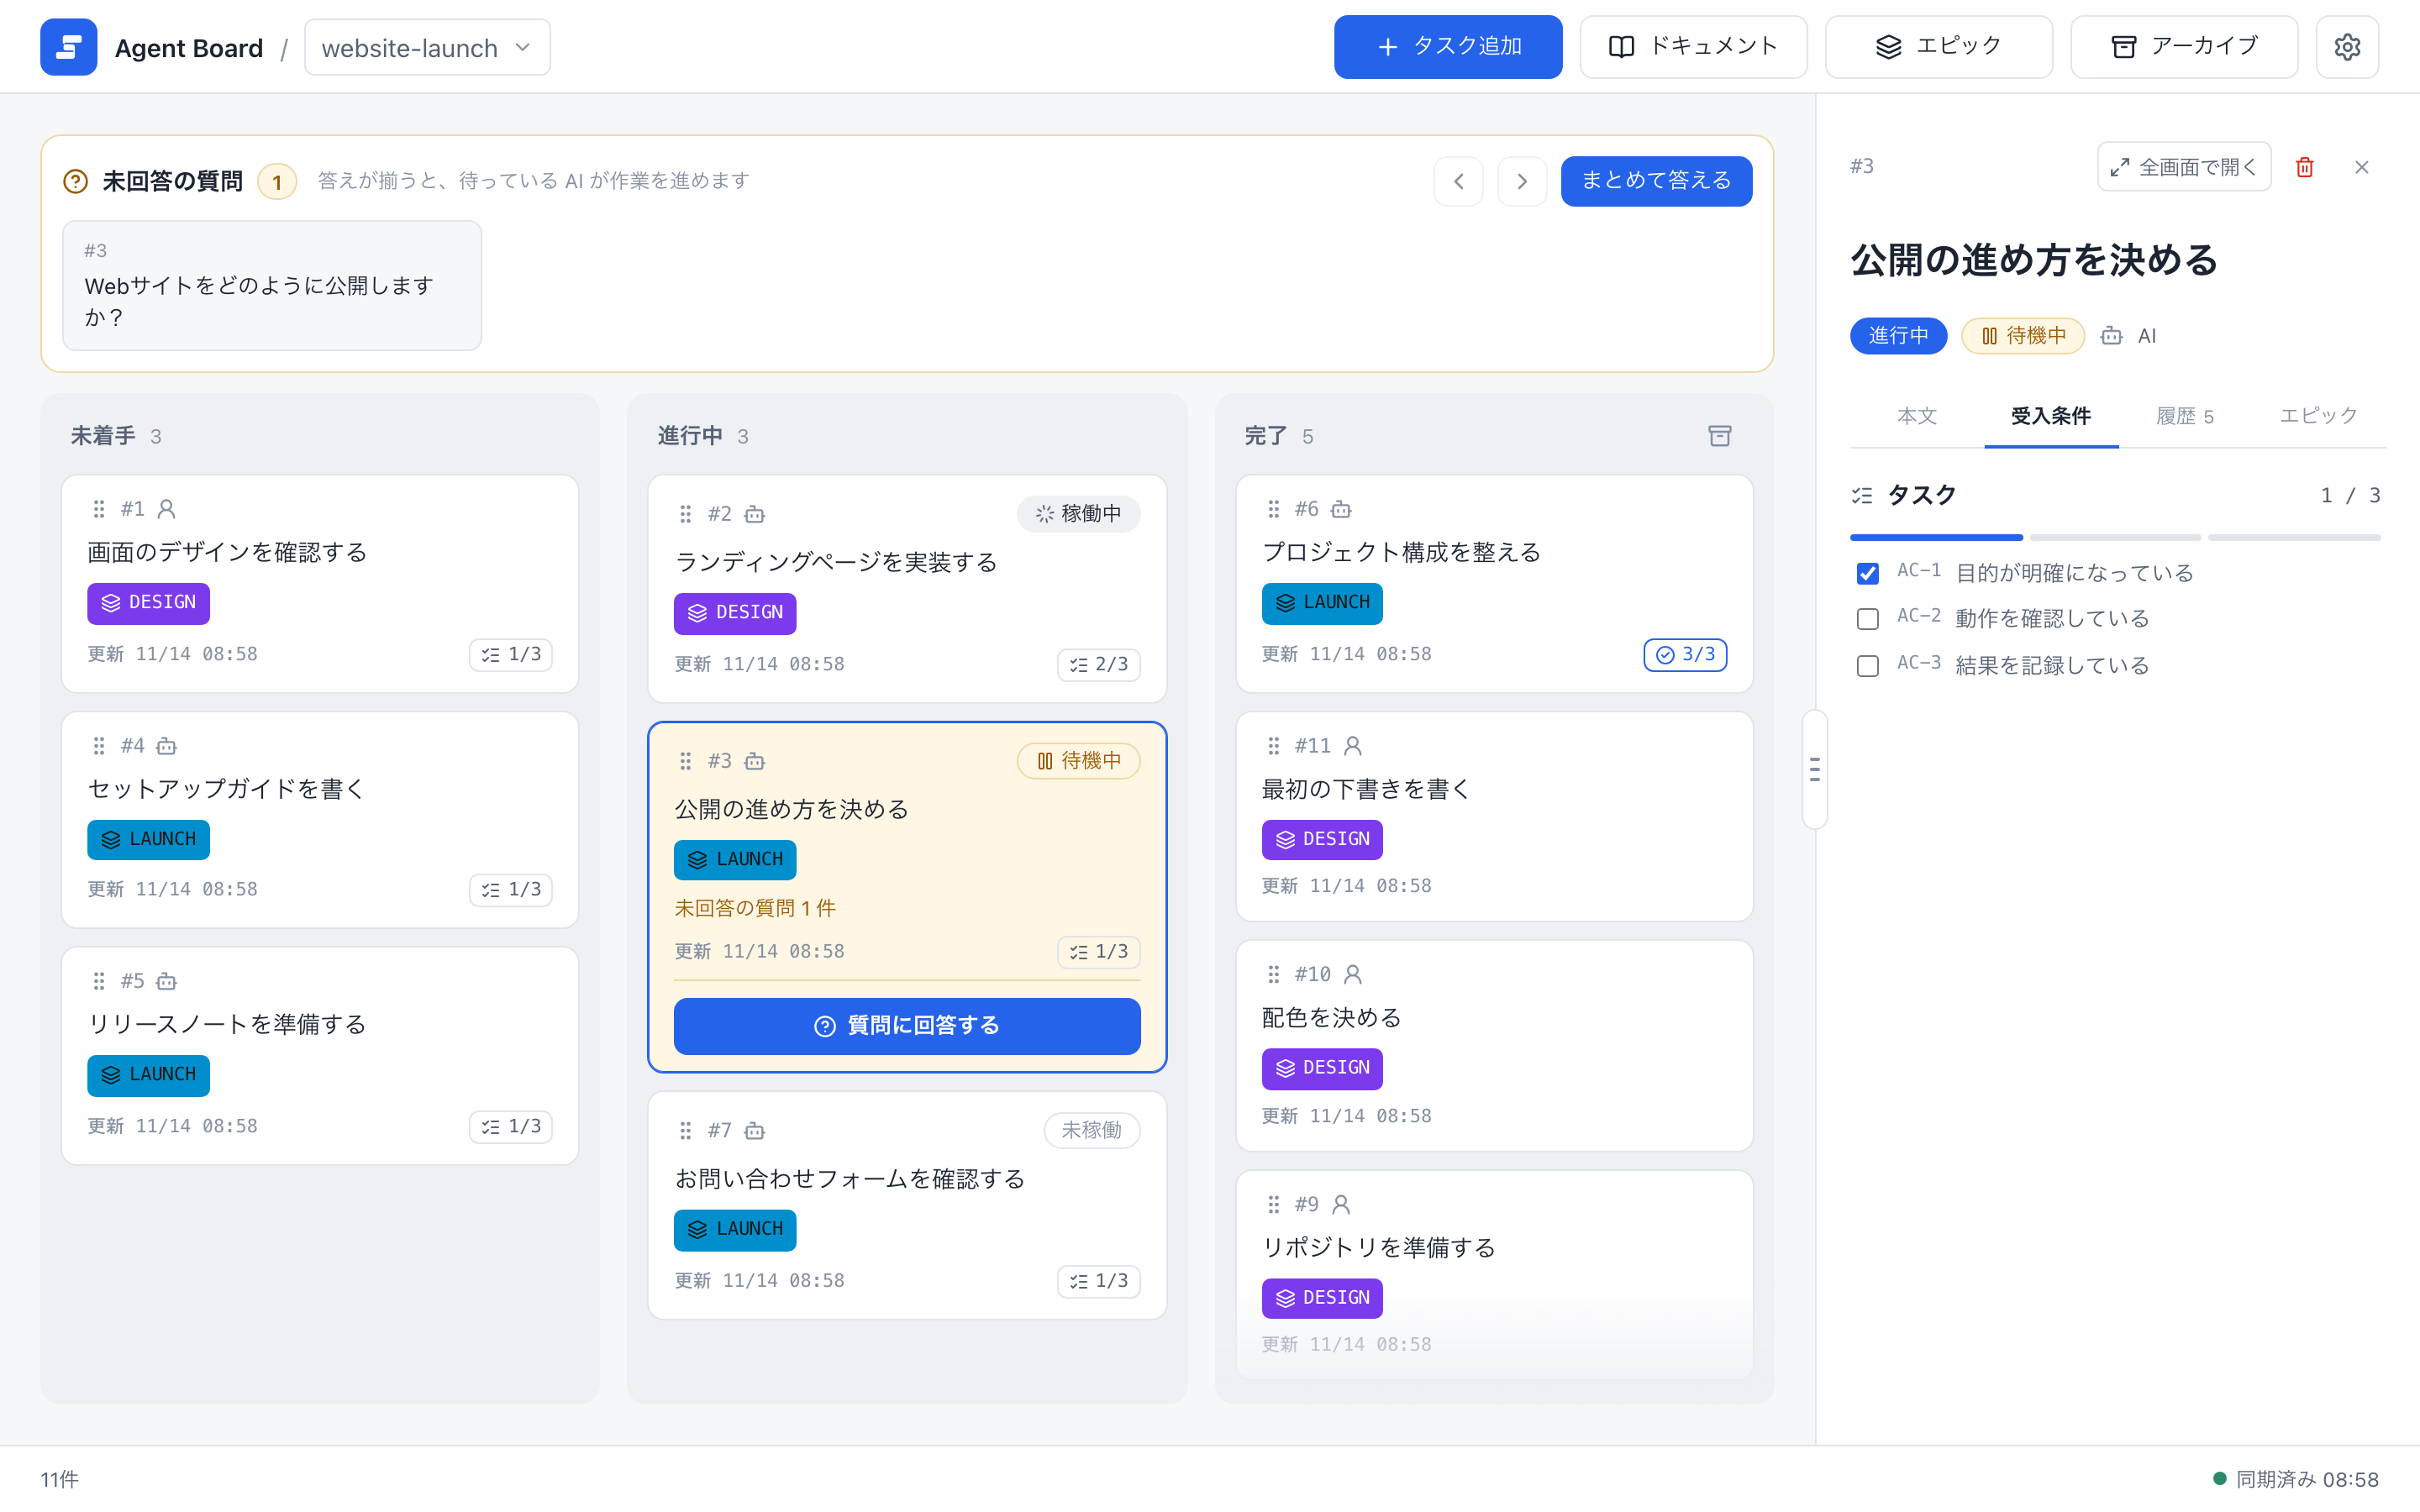 Agent Board / website-launch
タスク追加
ドキュメント
エピック
アーカイブ
未回答の質問 1 答えが揃うと、待っている AI が作業を進めます
まとめて答える
#3
Webサイトをどのように公開します
か？
未着手 3
#1
画面のデザインを確認する
DESIGN
更新 11/14 08:58
1/3
#4
セットアップガイドを書く
LAUNCH
更新 11/14 08:58
1/3
#5
リリースノートを準備する
LAUNCH
更新 11/14 08:58
1/3
進行中 3
#2
稼働中
ランディングページを実装する
DESIGN
更新 11/14 08:58
2/3
#3
待機中
公開の進め方を決める
LAUNCH
未回答の質問 1 件
更新 11/14 08:58
1/3
質問に回答する
#7
未稼働
お問い合わせフォームを確認する
LAUNCH
更新 11/14 08:58
1/3
完了 5
#6
プロジェクト構成を整える
LAUNCH
更新 11/14 08:58
3/3
#11
最初の下書きを書く
DESIGN
更新 11/14 08:58
#10
配色を決める
DESIGN
更新 11/14 08:58
#9
リポジトリを準備する
DESIGN
更新 11/14 08:58
#3
全画面で開く
公開の進め方を決める
進行中
待機中
AI
本文
受入条件
履歴 5
エピック
タスク
1 / 3
AC-1 目的が明確になっている
AC-2 動作を確認している
AC-3 結果を記録している
11件
同期済み 08:58